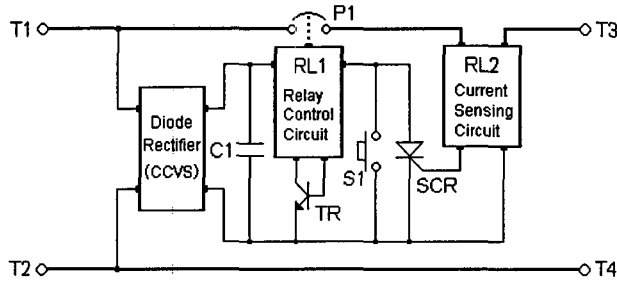 T1
P1
T3
RL1
Relay
Control
Circuit
RL2
Current
Sensing
Circuit
Diode
Rectifier
(CCVS)
C1
S1
SCR
TR
T2
T4